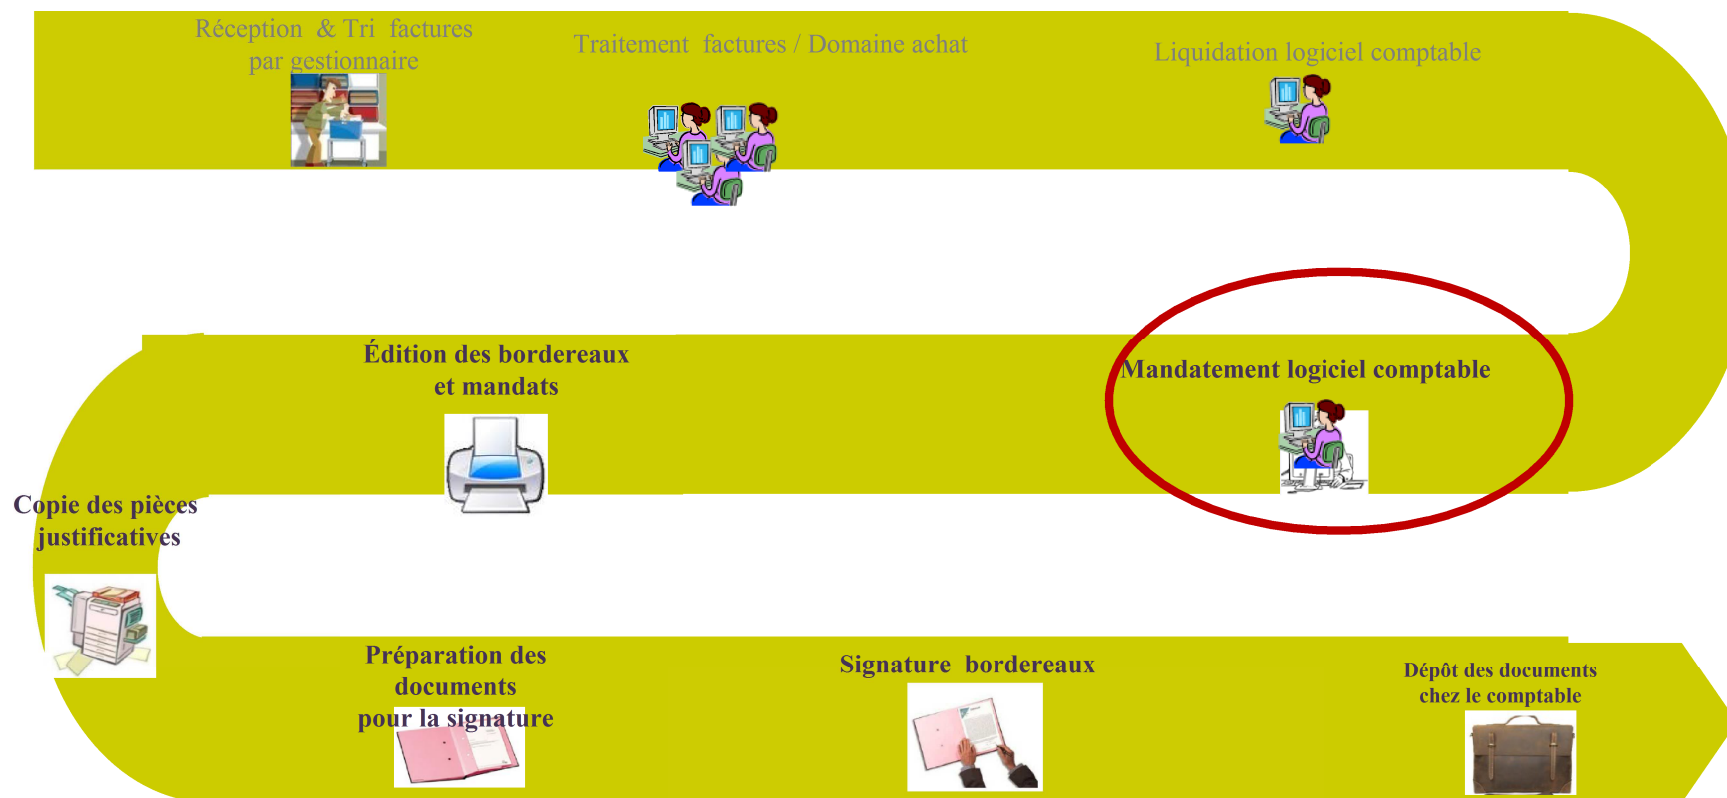 Réception & Tri factures
par gestionnaire
Traitement factures / Domaine achat
Liquidation logiciel comptable
Mandatement logiciel comptable
Édition des bordereaux
et mandats
Copie des pièces
justificatives
Préparation des
documents
pour la signature
Signature bordereaux
Dépôt des documents
chez le comptable